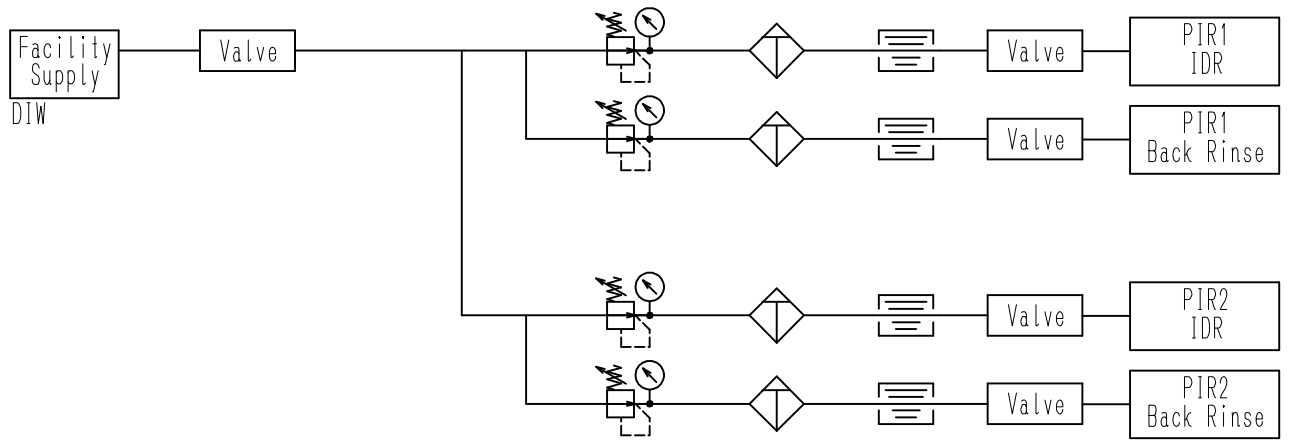 Facility
Supply
DIW
Valve
Valve
PIR1
IDR
Valve
PIR1
Back Rinse
Valve
PIR2
IDR
Valve
PIR2
Back Rinse